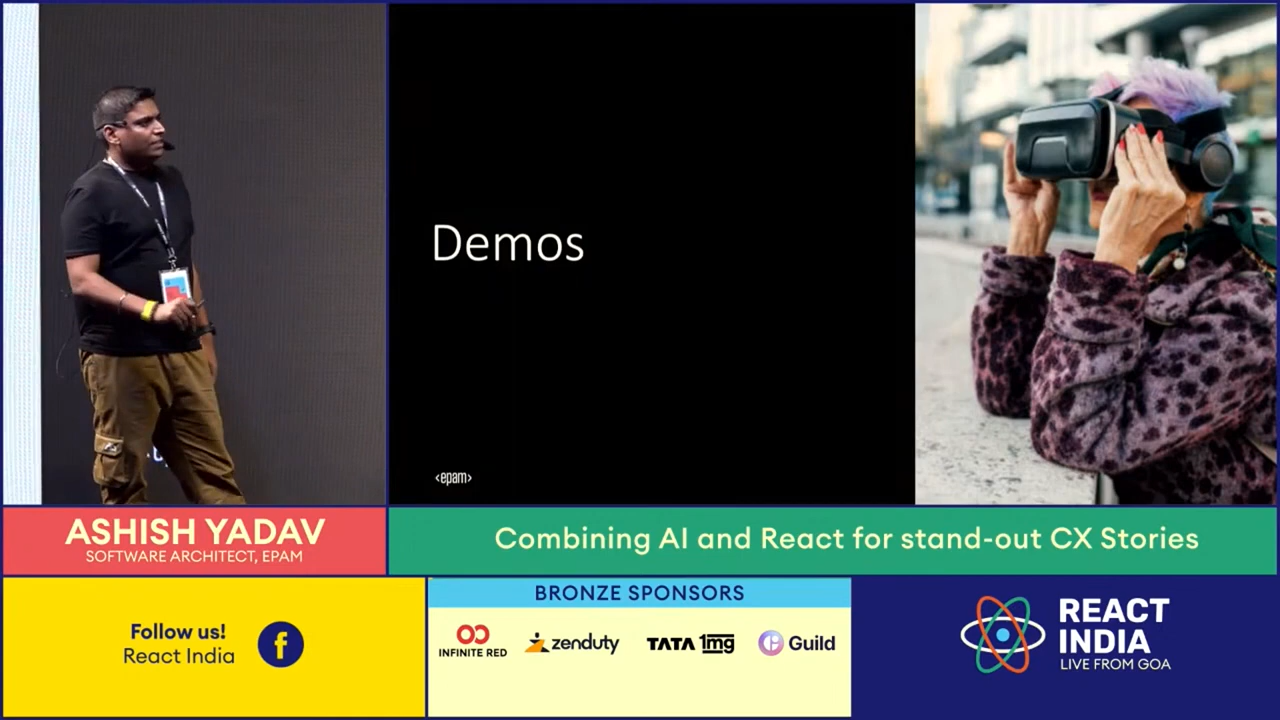 Demos
<epam>
ASHISH YADAV
SOFTWARE ARCHITECT, EPAM
Combining AI and React for stand-out CX Stories
Follow us!
React India
BRONZE SPONSORS
INFINITE RED
zenduty
TATA 1mg
Guild
REACT
INDIA
LIVE FROM GOA